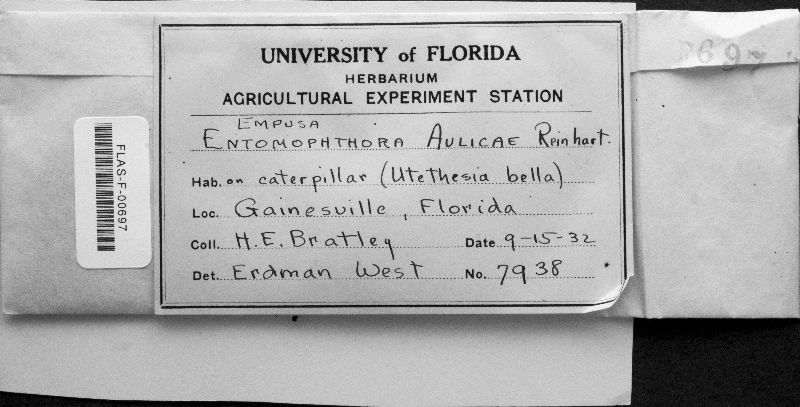 UNIVERSITY of FLORIDA
HERBARIUM
AGRICULTURAL EXPERIMENT STATION
EMPUSA
ENTOMOPHTHORA AULICAE Reinhart.
Hab. on caterpillar (Utethesia bella)
Loc. Gainesville, Florida
Coll. H.E. Bratley Date 9-15-32
Det. Erdman West No. 7938
FLAS-F-00697